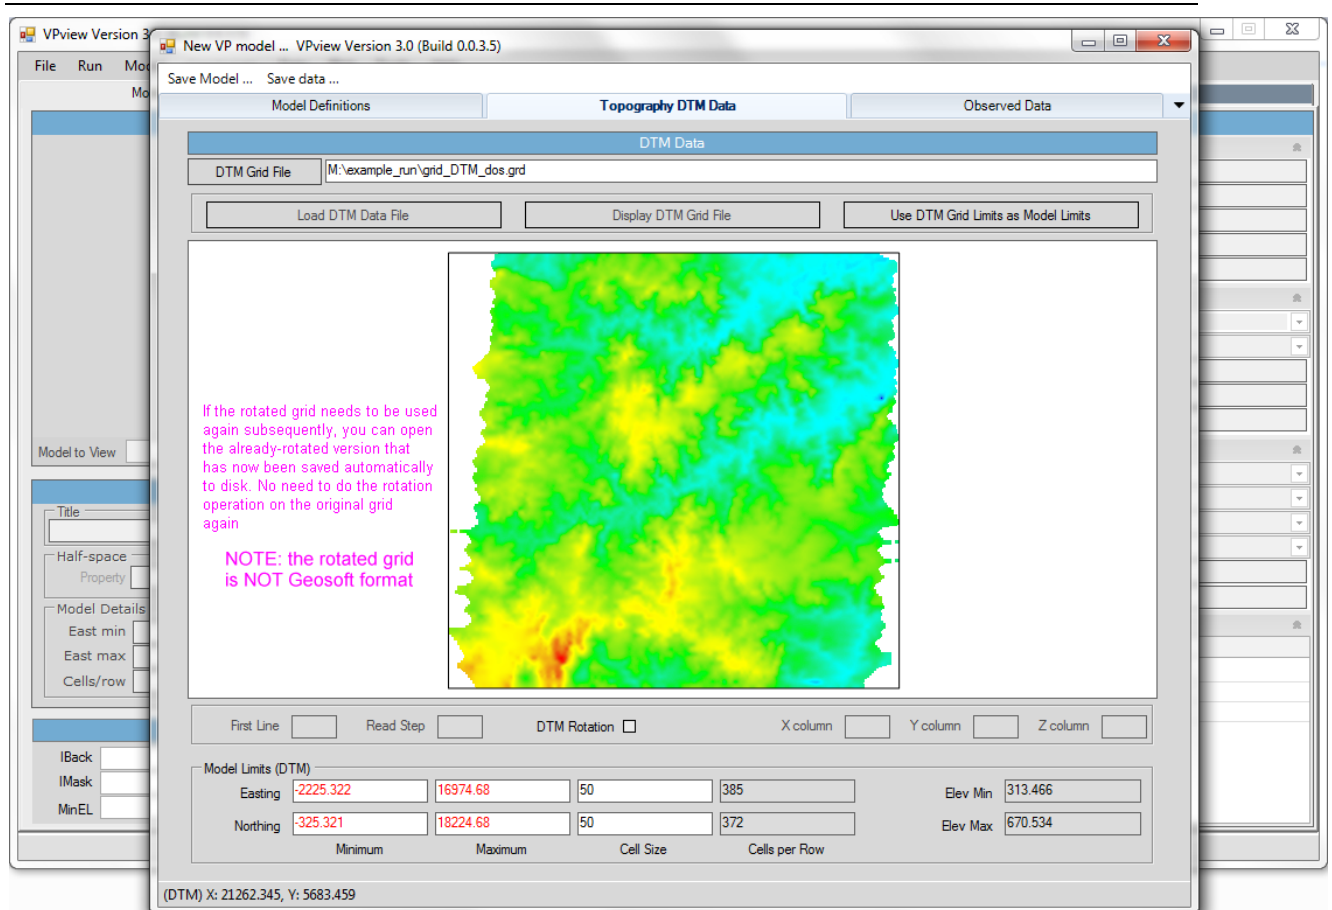 VPview Version 3
File Run Mod
Mo
Model to View
Title
Half-space
Property
Model Details
East min
East max
Cells/row
IBack
IMask
MinEL
New VP model ... VPview Version 3.0 (Build 0.0.3.5)
Save Model ... Save data ...
Model Definitions Topography DTM Data Observed Data
DTM Data
DTM Grid File M:\example_run\grid_DTM_dos.grd
Load DTM Data File Display DTM Grid File Use DTM Grid Limits as Model Limits
If the rotated grid needs to be used
again subsequently, you can open
the already-rotated version that
has now been saved automatically
to disk. No need to do the rotation
operation on the original grid
again
NOTE: the rotated grid
is NOT Geosoft format
First Line Read Step DTM Rotation X column Y column Z column
Model Limits (DTM)
Easting -2225.322 16974.68 50 385 Elev Min 313.466
Northing -325.321 18224.68 50 372 Elev Max 670.534
Minimum Maximum Cell Size Cells per Row
(DTM) X: 21262.345, Y: 5683.459